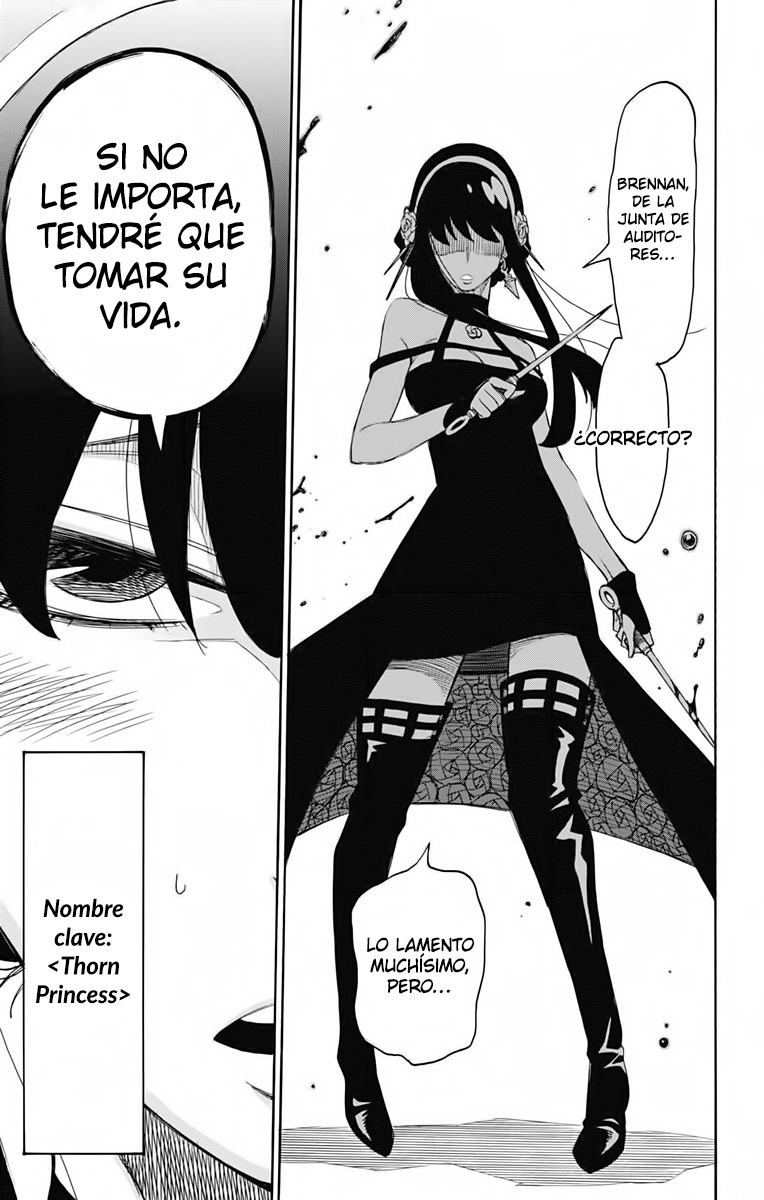 BRENNAN,
DE LA
JUNTA DE
AUDITO-
RES...
¿CORRECTO?
LO LAMENTO
MUCHÍSIMO,
PERO...
SI NO
LE IMPORTA,
TENDRÉ QUE
TOMAR SU
VIDA.
Nombre
clave:
<Thorn
Princess>